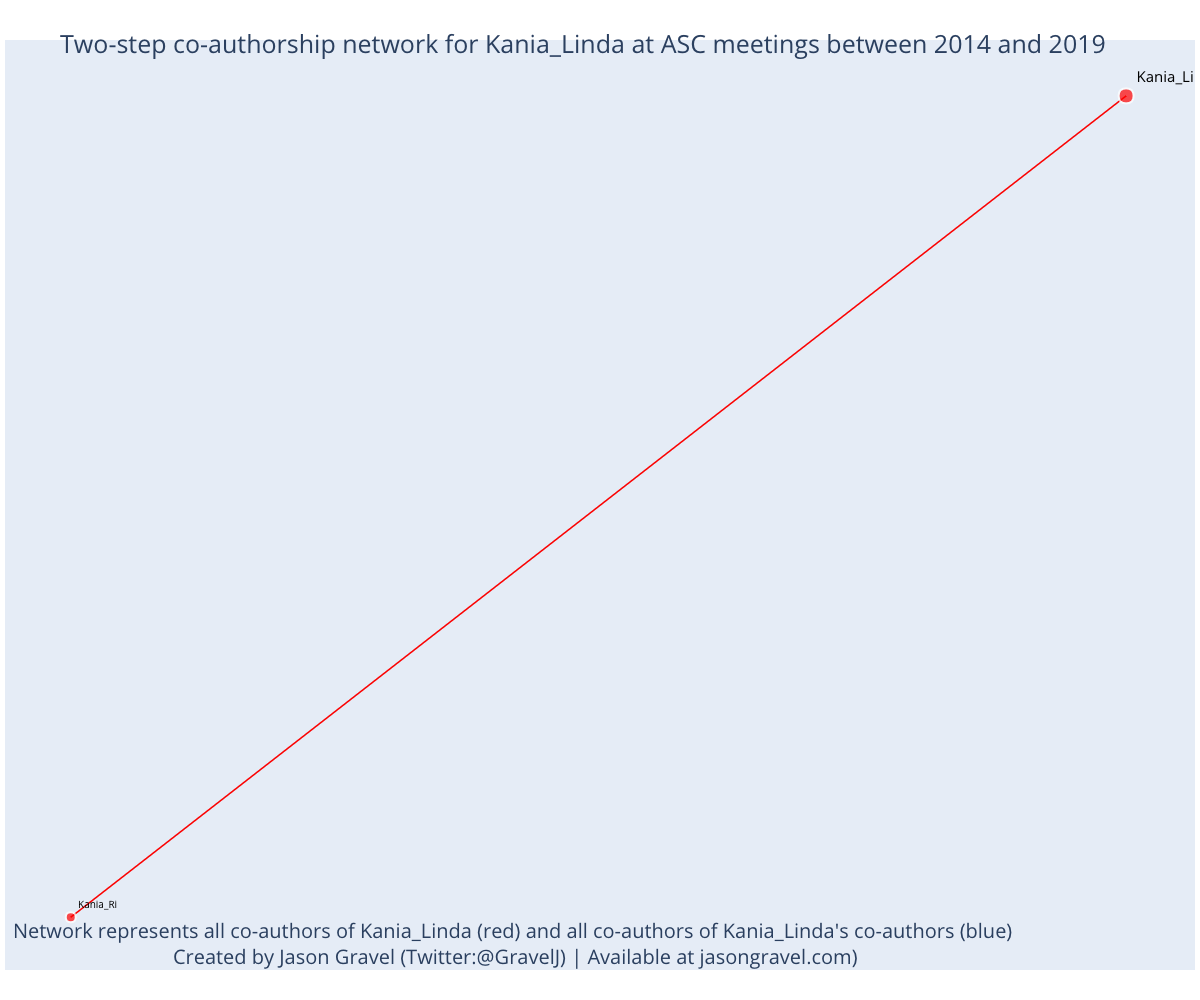 Two-step co-authorship network for Kania_Linda at ASC meetings between 2014 and 2019
Kania_Li
Kania_Ri
Network represents all co-authors of Kania_Linda (red) and all co-authors of Kania_Linda's co-authors (blue)
Created by Jason Gravel (Twitter:@GravelJ) | Available at jasongravel.com)